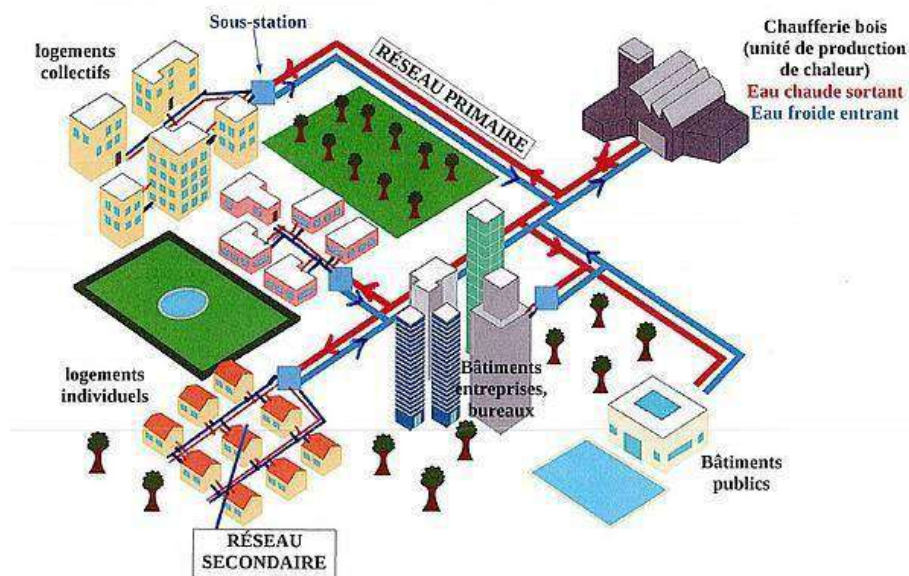 Sous-station
logements
collectifs
RÉSEAU PRIMAIRE
Chaufferie bois
(unité de production
de chaleur)
Eau chaude sortant
Eau froide entrant
logements
individuels
Bâtiments
entreprises,
bureaux
Bâtiments
publics
RÉSEAU
SECONDAIRE